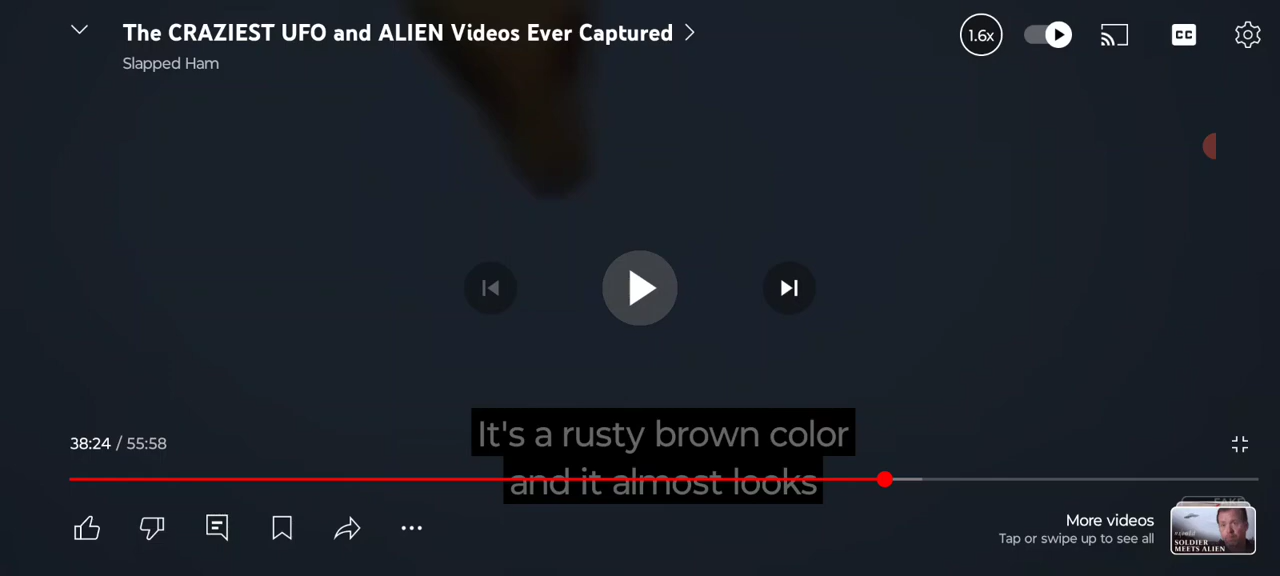 The CRAZIEST UFO and ALIEN Videos Ever Captured
Slapped Ham
1.6x
CC
It's a rusty brown color
and it almost looks
38:24 / 55:58
More videos
Tap or swipe up to see all
SOLDIER
MEETS ALIEN